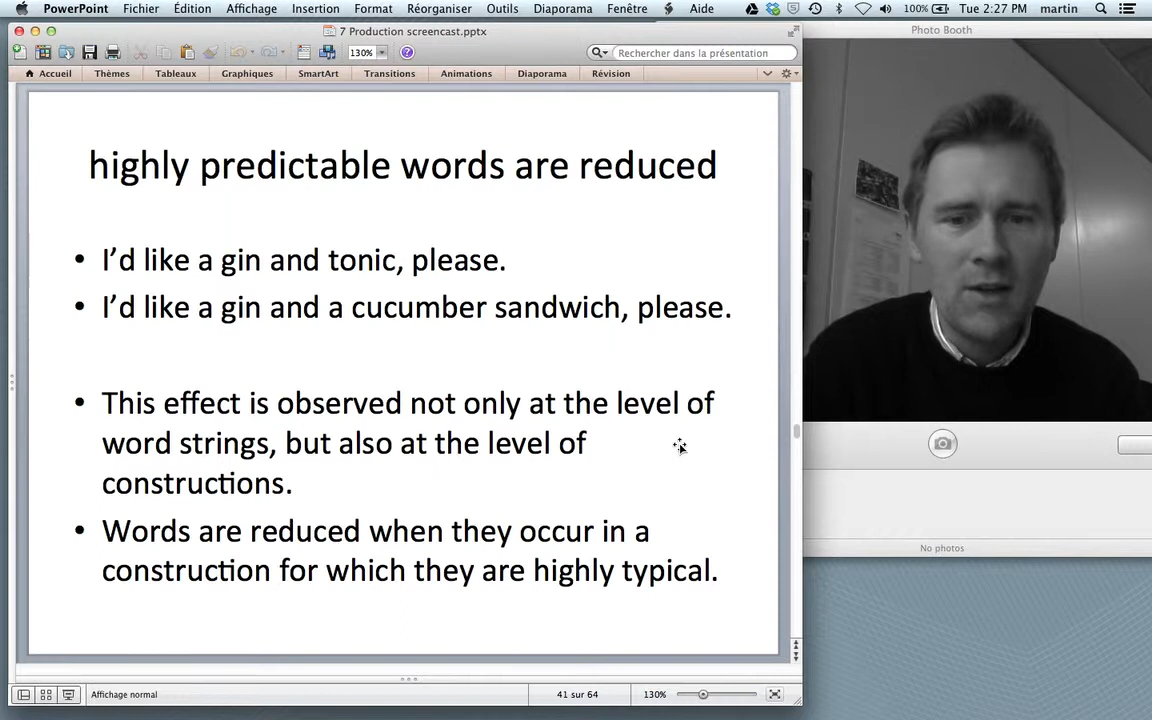 PowerPoint Fichier Édition Affichage Insertion Format Réorganiser Outils Diaporama Fenêtre Aide 100% Tue 2:27 PM martin
7 Production screencast.pptx
Photo Booth
130% Rechercher dans la présentation
Accueil Thèmes Tableaux Graphiques SmartArt Transitions Animations Diaporama Révision
highly predictable words are reduced
• I’d like a gin and tonic, please.
• I’d like a gin and a cucumber sandwich, please.
• This effect is observed not only at the level of
word strings, but also at the level of
constructions.
• Words are reduced when they occur in a
construction for which they are highly typical.
No photos
Affichage normal 41 sur 64 130%